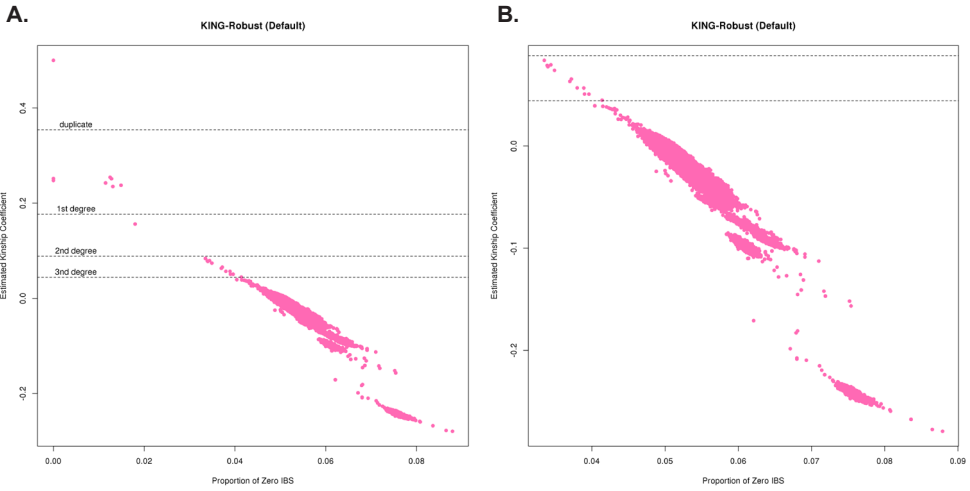 A.
KING-Robust (Default)
Estimated Kinship Coefficient
0.4
0.2
0.0
-0.2
duplicate
1st degree
2nd degree
3nd degree
0.00
0.02
0.04
0.06
0.08
Proportion of Zero IBS
B.
KING-Robust (Default)
Estimated Kinship Coefficient
0.0
-0.1
-0.2
0.04
0.05
0.06
0.07
0.08
0.09
Proportion of Zero IBS